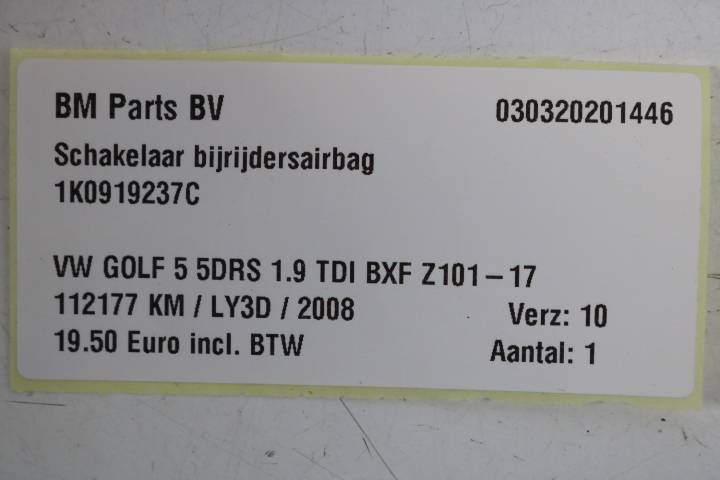 BM Parts BV 030320201446
Schakelaar bijrijdersairbag
1K0919237C
VW GOLF 5 5DRS 1.9 TDI BXF Z101-17
112177 KM / LY3D / 2008 Verz: 10
19.50 Euro incl. BTW Aantal: 1